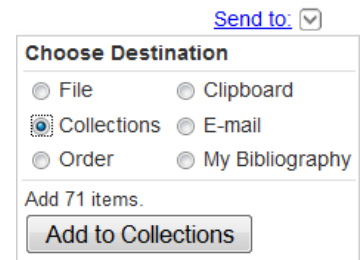 Send to:
Choose Destination
File Clipboard
Collections E-mail
Order My Bibliography
Add 71 items.
Add to Collections